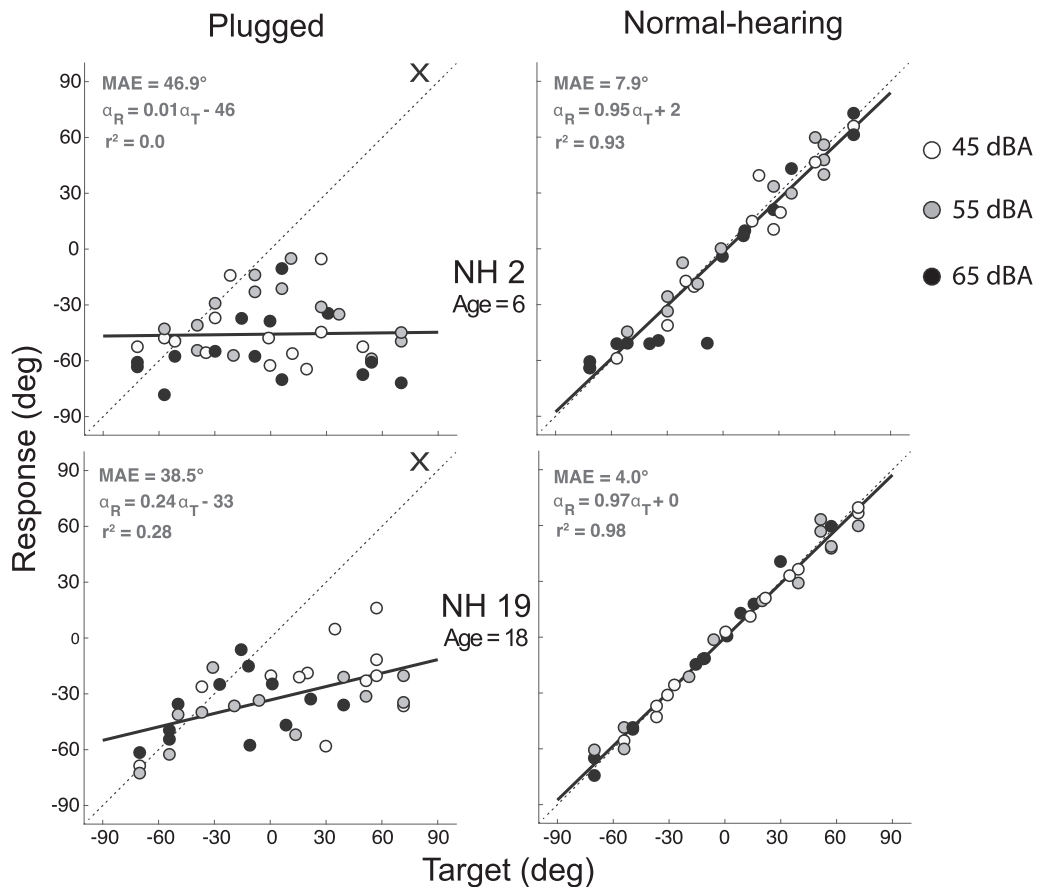 Plugged
Normal-hearing
MAE = 46.9°
αR = 0.01αT - 46
r² = 0.0
X
90
60
30
0
-30
-60
-90
MAE = 7.9°
αR = 0.95αT + 2
r² = 0.93
45 dBA
55 dBA
65 dBA
NH 2
Age = 6
Response (deg)
MAE = 38.5°
αR = 0.24αT - 33
r² = 0.28
X
90
60
30
0
-30
-60
-90
MAE = 4.0°
αR = 0.97αT + 0
r² = 0.98
NH 19
Age = 18
-90 -60 -30 0 30 60 90
-90 -60 -30 0 30 60 90
Target (deg)